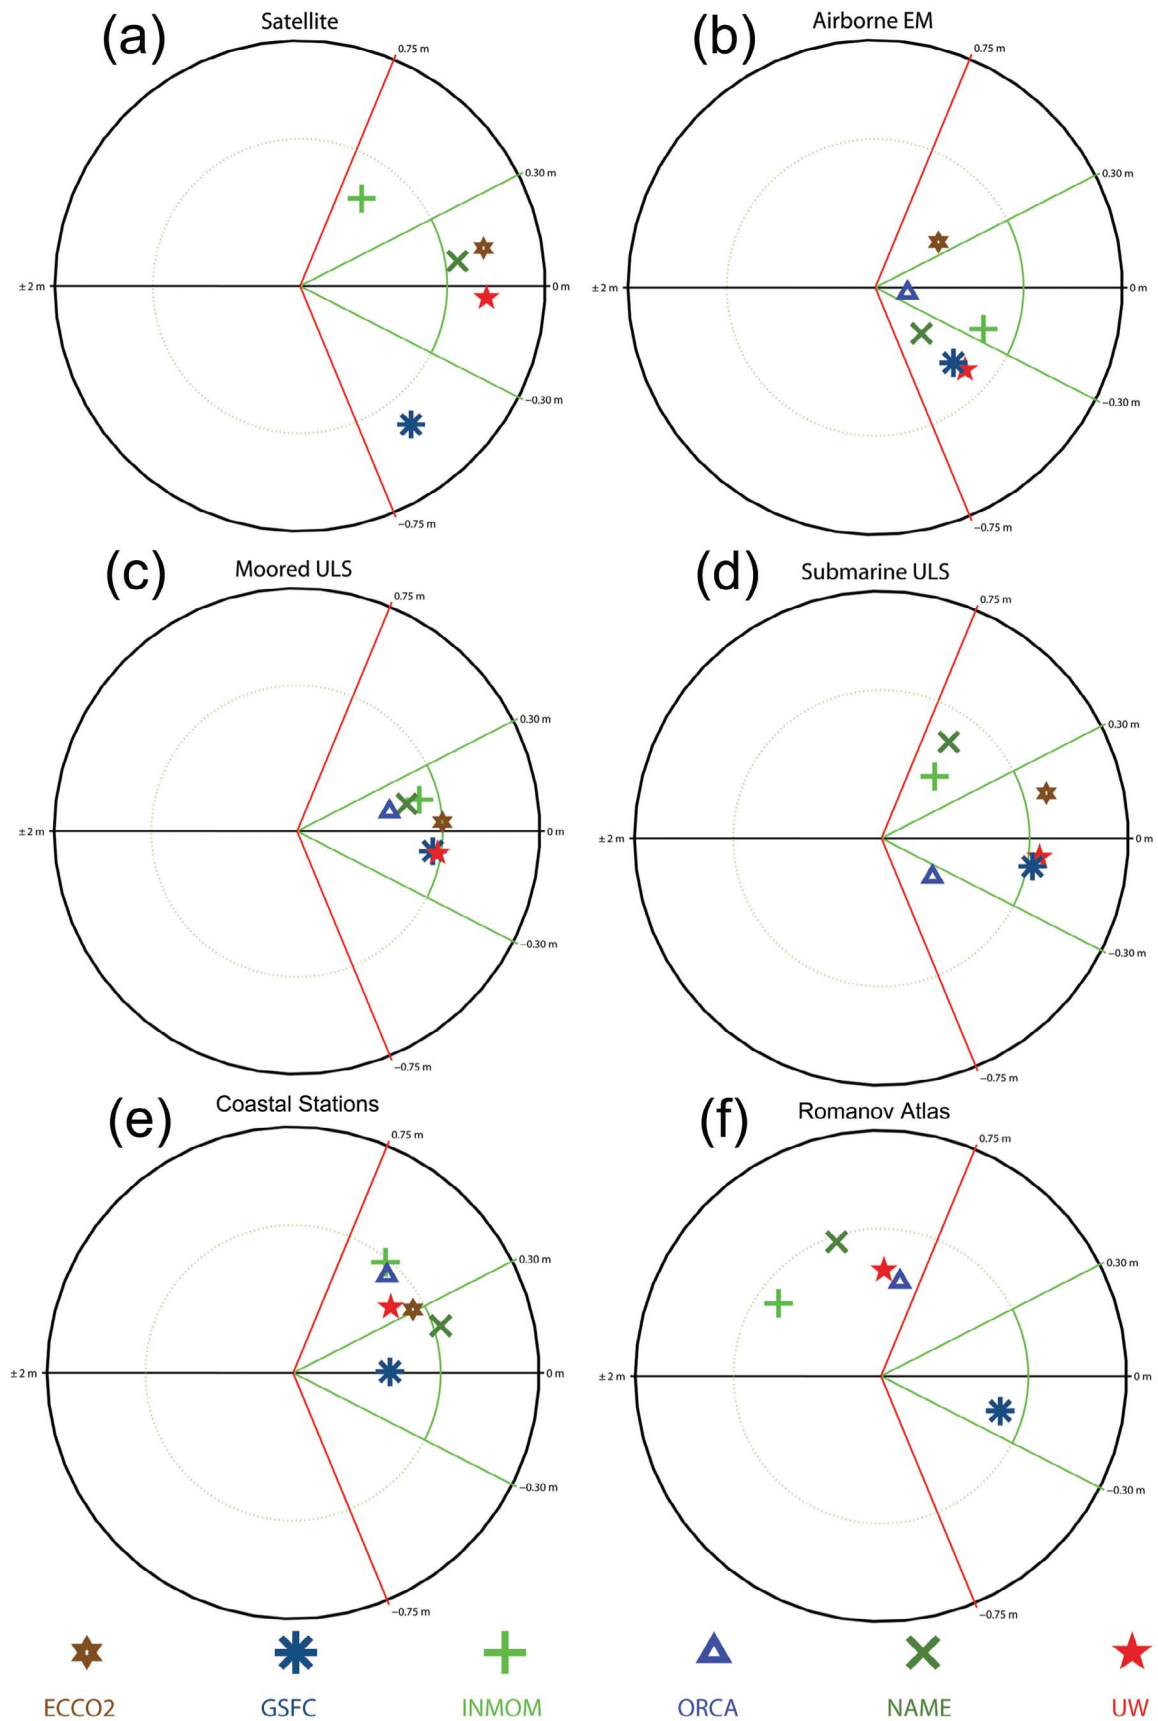 (a) Satellite
(b) Airborne EM
0.75 m
0.75 m
0.30 m
0.30 m
± 2 m
0 m
± 2 m
0 m
−0.30 m
−0.30 m
−0.75 m
−0.75 m
(c) Moored ULS
(d) Submarine ULS
0.75 m
0.75 m
0.30 m
0.30 m
± 2 m
0 m
± 2 m
0 m
−0.30 m
−0.30 m
−0.75 m
−0.75 m
(e) Coastal Stations
(f) Romanov Atlas
0.75 m
0.75 m
0.30 m
0.30 m
± 2 m
0 m
± 2 m
0 m
−0.30 m
−0.30 m
−0.75 m
−0.75 m
ECCO2 GSFC INMOM ORCA NAME UW